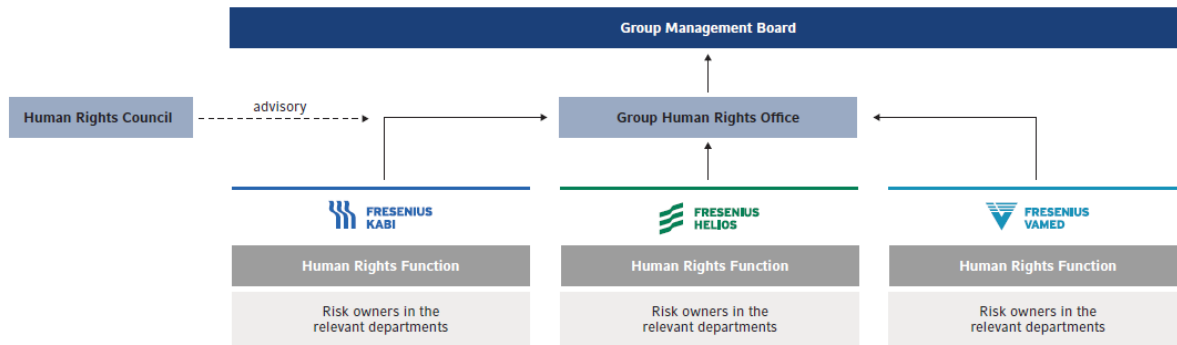 Group Management Board
advisory
Human Rights Council
Group Human Rights Office
FRESENIUS
KABI
FRESENIUS
HELIOS
FRESENIUS
VAMED
Human Rights Function
Human Rights Function
Human Rights Function
Risk owners in the
relevant departments
Risk owners in the
relevant departments
Risk owners in the
relevant departments